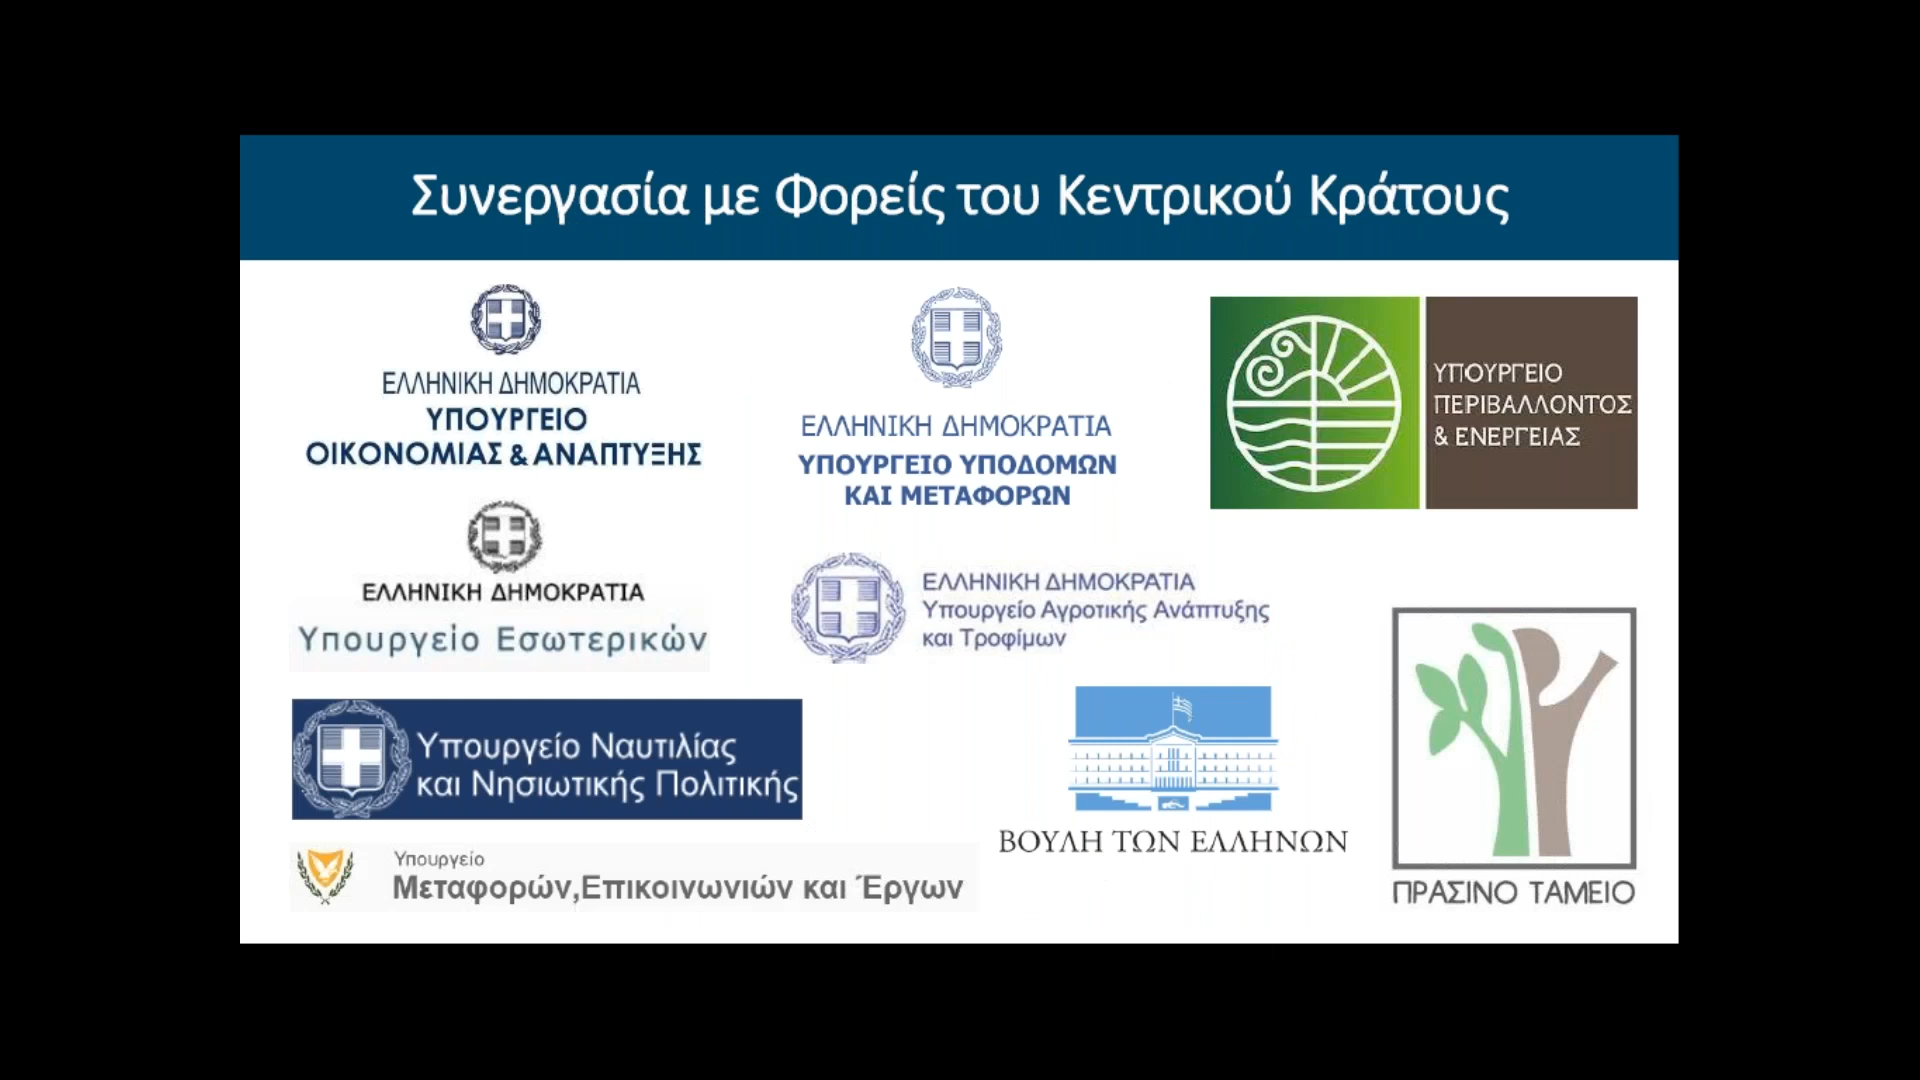 Συνεργασία με Φορείς του Κεντρικού Κράτους
ΕΛΛΗΝΙΚΗ ΔΗΜΟΚΡΑΤΙΑ
ΥΠΟΥΡΓΕΙΟ
ΟΙΚΟΝΟΜΙΑΣ & ΑΝΑΠΤΥΞΗΣ
ΕΛΛΗΝΙΚΗ ΔΗΜΟΚΡΑΤΙΑ
ΥΠΟΥΡΓΕΙΟ ΥΠΟΔΟΜΩΝ
ΚΑΙ ΜΕΤΑΦΟΡΩΝ
ΥΠΟΥΡΓΕΙΟ
ΠΕΡΙΒΑΛΛΟΝΤΟΣ
& ΕΝΕΡΓΕΙΑΣ
ΕΛΛΗΝΙΚΗ ΔΗΜΟΚΡΑΤΙΑ
Υπουργείο Εσωτερικών
ΕΛΛΗΝΙΚΗ ΔΗΜΟΚΡΑΤΙΑ
Υπουργείο Αγροτικής Ανάπτυξης
και Τροφίμων
Υπουργείο Ναυτιλίας
και Νησιωτικής Πολιτικής
ΒΟΥΛΗ ΤΩΝ ΕΛΛΗΝΩΝ
ΠΡΑΣΙΝΟ ΤΑΜΕΙΟ
Υπουργείο
Μεταφορών,Επικοινωνιών και Έργων